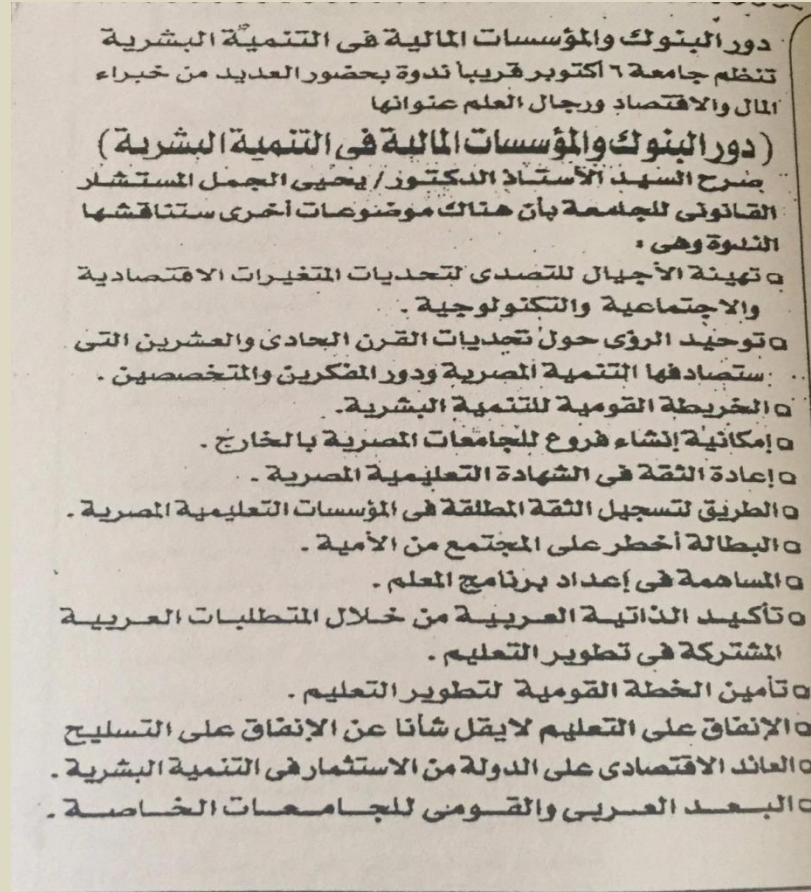 دور البنوك والمؤسسات المالية فى التنمية البشرية
تنظم جامعة ٦ أكتوبر قريباً ندوة بحضور العديد من خبراء
المال والاقتصاد ورجال العلم عنوانها
(دور البنوك والمؤسسات المالية فى التنمية البشرية)
صرح السيد الأستاذ الدكتور/ يحيى الجمل المستشار
القانونى للجامعة بأن هناك موضوعات أخرى ستناقشها
الندوة وهى :
□ تهيئة الأجيال للتصدى لتحديات المتغيرات الاقتصادية
والاجتماعية والتكنولوجية .
□ توحيد الرؤى حول تحديات القرن الحادى والعشرين التى
ستصادفها التنمية المصرية ودور المفكرين والمتخصصين .
□ الخريطة القومية للتنمية البشرية.
□ إمكانية إنشاء فروع للجامعات المصرية بالخارج .
□ إعادة الثقة فى الشهادة التعليمية المصرية .
□ الطريق لتسجيل الثقة المطلقة فى المؤسسات التعليمية المصرية .
□ البطالة أخطر على المجتمع من الأمية .
□ المساهمة فى إعداد برنامج المعلم .
□ تأكيد الذاتية العربية من خلال المتطلبات العربية
المشتركة فى تطوير التعليم .
□ تأمين الخطة القومية لتطوير التعليم .
□ الإنفاق على التعليم لايقل شأنا عن الإنفاق على التسليح
□ العائد الاقتصادى على الدولة من الاستثمار فى التنمية البشرية .
□ البعد العربى والقومى للجامعات الخاصة .